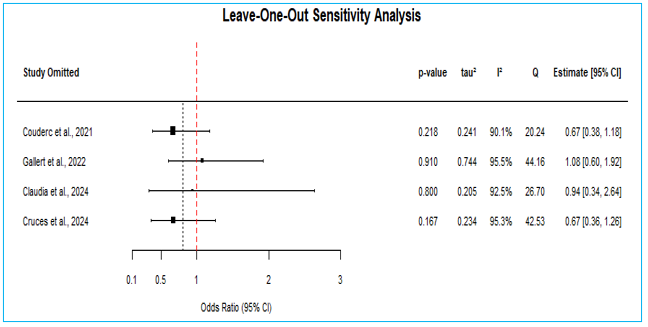 Leave-One-Out Sensitivity Analysis
Study Omitted p-value tau² I² Q Estimate [95% CI]
Couderc et al., 2021 0.218 0.241 90.1% 20.24 0.67 [0.38, 1.18]
Gallert et al., 2022 0.910 0.744 95.5% 44.16 1.08 [0.60, 1.92]
Claudia et al., 2024 0.800 0.205 92.5% 26.70 0.94 [0.34, 2.64]
Cruces et al., 2024 0.167 0.234 95.3% 42.53 0.67 [0.36, 1.26]
0.1 0.5 1 2 3
Odds Ratio (95% CI)